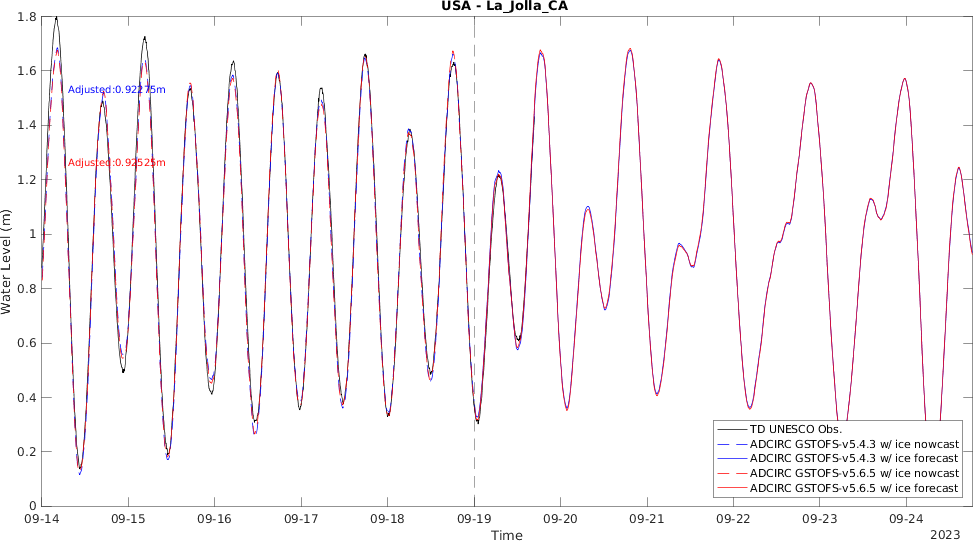 USA - La_Jolla_CA
1.8
1.6
Adjusted:0.92275m
1.4
Adjusted:0.92525m
1.2
1
0.8
0.6
0.4
0.2
0
Water Level (m)
TD UNESCO Obs.
ADCIRC GSTOFS-v5.4.3 w/ ice nowcast
ADCIRC GSTOFS-v5.4.3 w/ ice forecast
ADCIRC GSTOFS-v5.6.5 w/ ice nowcast
ADCIRC GSTOFS-v5.6.5 w/ ice forecast
09-14 09-15 09-16 09-17 09-18 09-19 09-20 09-21 09-22 09-23 09-24
Time
2023